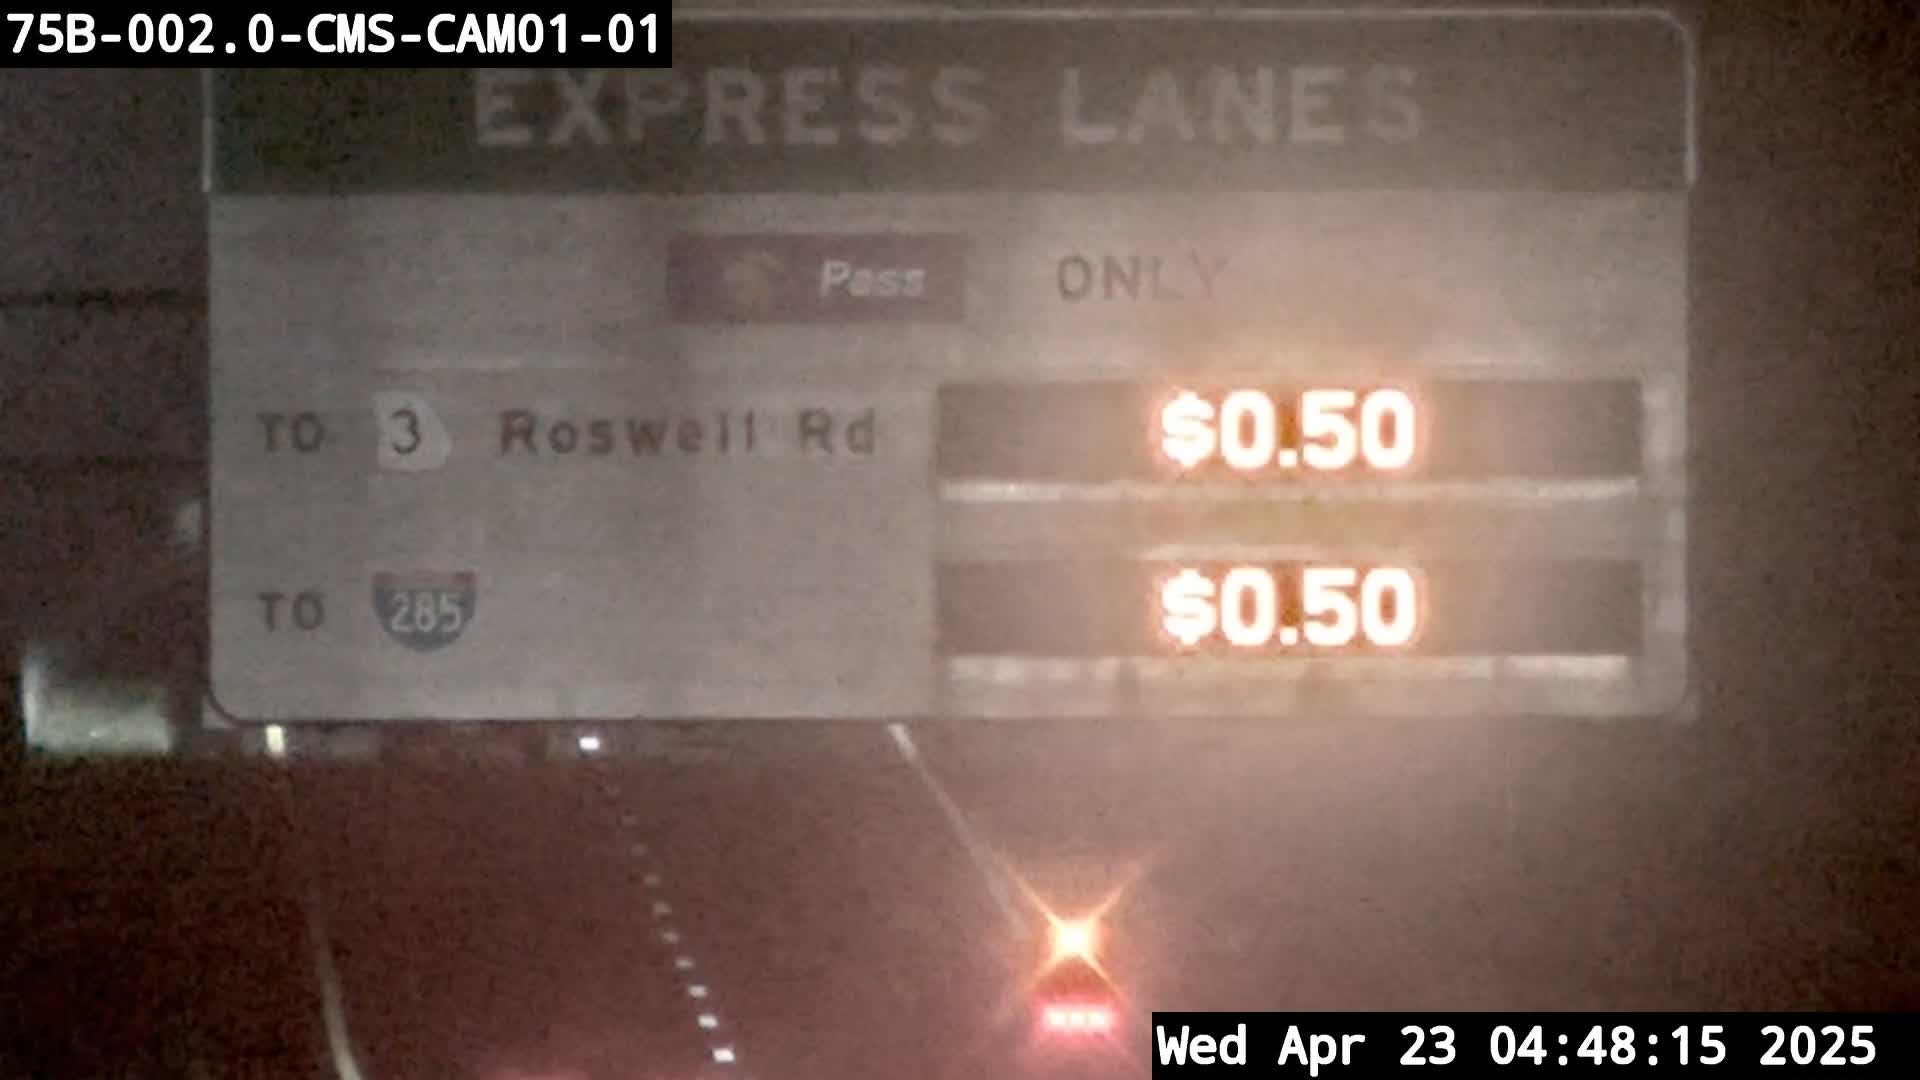 75B-002.0-CMS-CAM01-01
EXPRESS LANES
Pass ONLY
TO 3 Roswell Rd $0.50
TO 285 $0.50
Wed Apr 23 04:48:15 2025